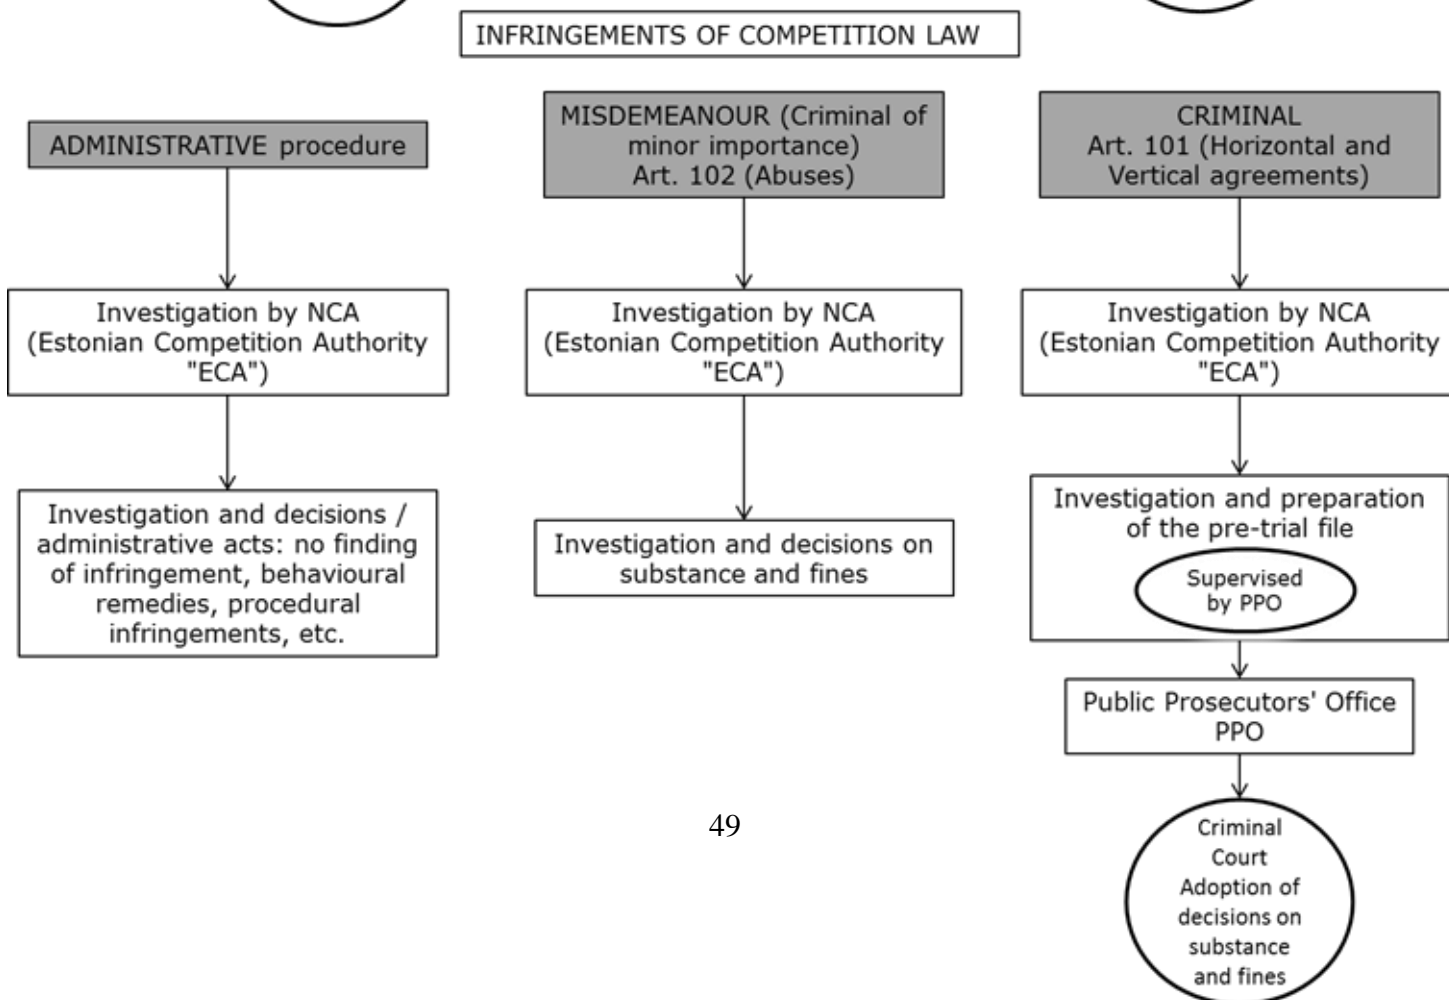 INFRINGEMENTS OF COMPETITION LAW
ADMINISTRATIVE procedure
Investigation by NCA
(Estonian Competition Authority
"ECA")
Investigation and decisions /
administrative acts: no finding
of infringement, behavioural
remedies, procedural
infringements, etc.
MISDEMEANOUR (Criminal of
minor importance)
Art. 102 (Abuses)
Investigation by NCA
(Estonian Competition Authority
"ECA")
Investigation and decisions on
substance and fines
CRIMINAL
Art. 101 (Horizontal and
Vertical agreements)
Investigation by NCA
(Estonian Competition Authority
"ECA")
Investigation and preparation
of the pre-trial file
Supervised
by PPO
Public Prosecutors' Office
PPO
Criminal
Court
Adoption of
decisions on
substance
and fines
49